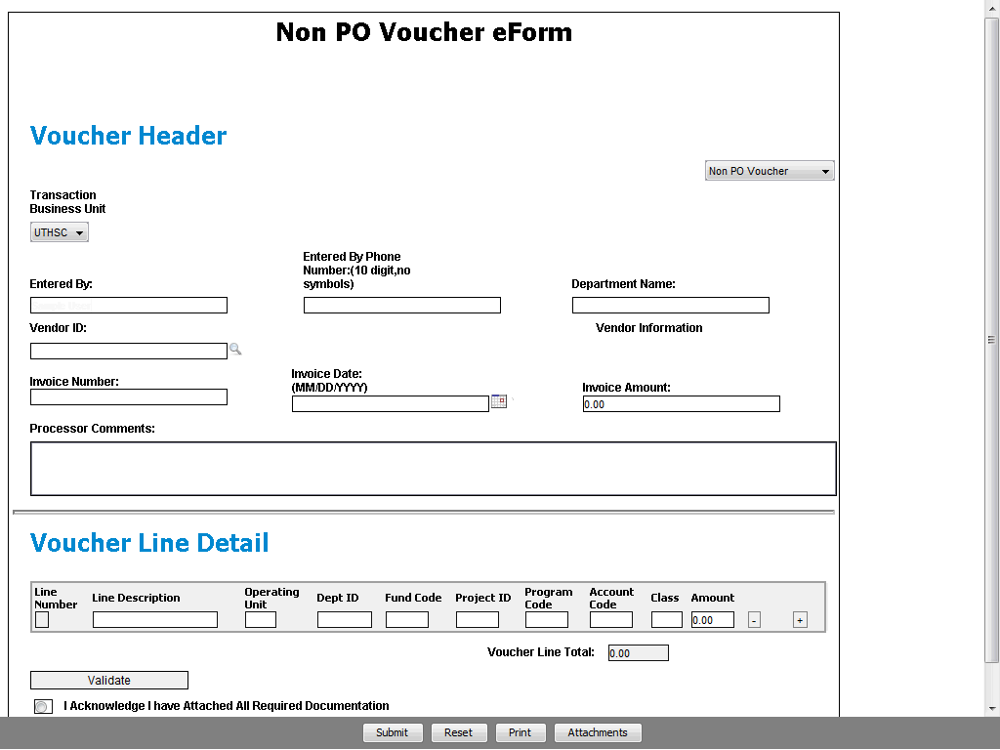 Non PO Voucher eForm
Voucher Header
Non PO Voucher
Transaction
Business Unit
UTHSC
Entered By Phone
Number:(10 digit,no
symbols)
Entered By:
Department Name:
Vendor ID:
Vendor Information
Invoice Number:
Invoice Date:
(MM/DD/YYYY)
Invoice Amount:
0.00
Processor Comments:
Voucher Line Detail
Line
Number
Line Description
Operating
Unit
Dept ID
Fund Code
Project ID
Program
Code
Account
Code
Class
Amount
0.00
-
+
Voucher Line Total:
0.00
Validate
I Acknowledge I have Attached All Required Documentation
Submit
Reset
Print
Attachments